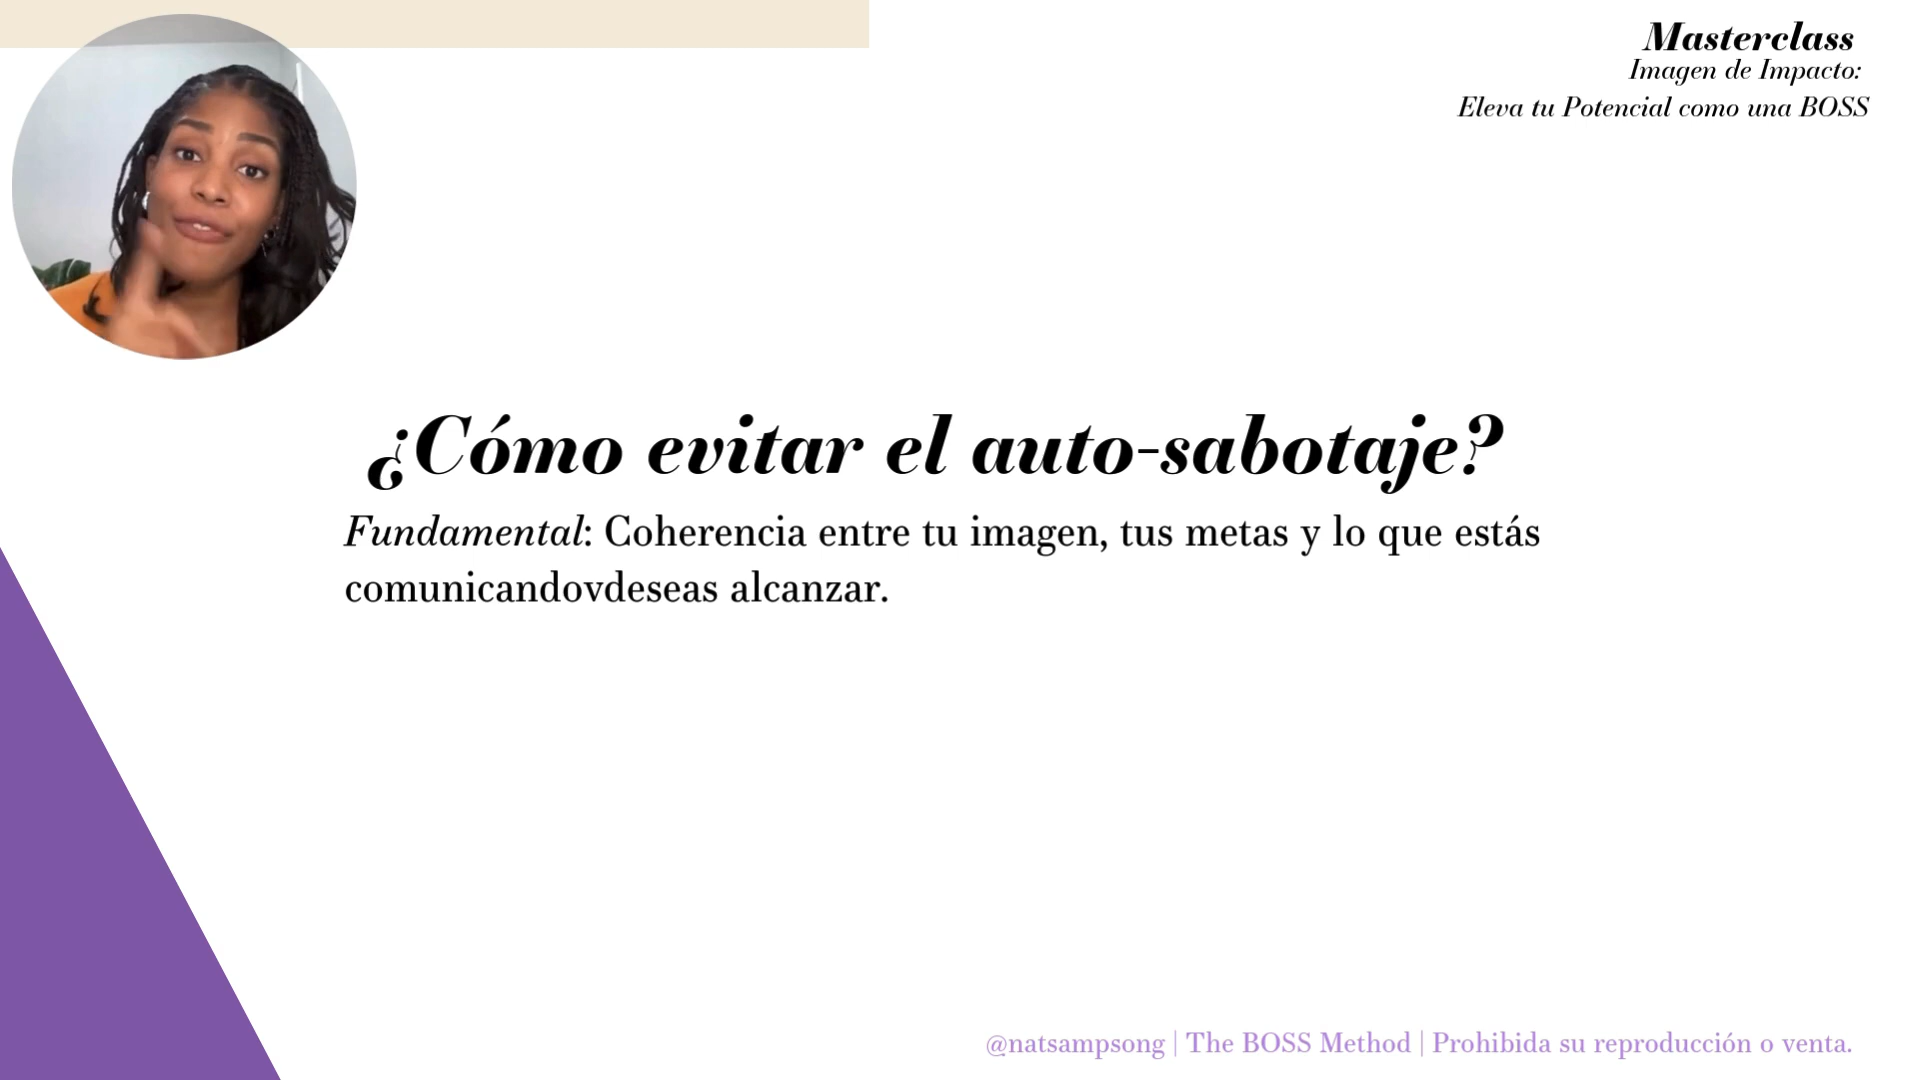 Masterclass
Imagen de Impacto:
Eleva tu Potencial como una BOSS
¿Cómo evitar el auto-sabotaje?
Fundamental: Coherencia entre tu imagen, tus metas y lo que estás
comunicandovdeseas alcanzar.
@natsampsong | The BOSS Method | Prohibida su reproducción o venta.